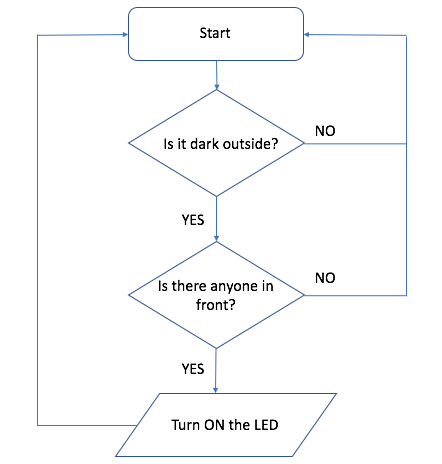 Start
Is it dark outside?
NO
YES
Is there anyone in
front?
NO
YES
Turn ON the LED